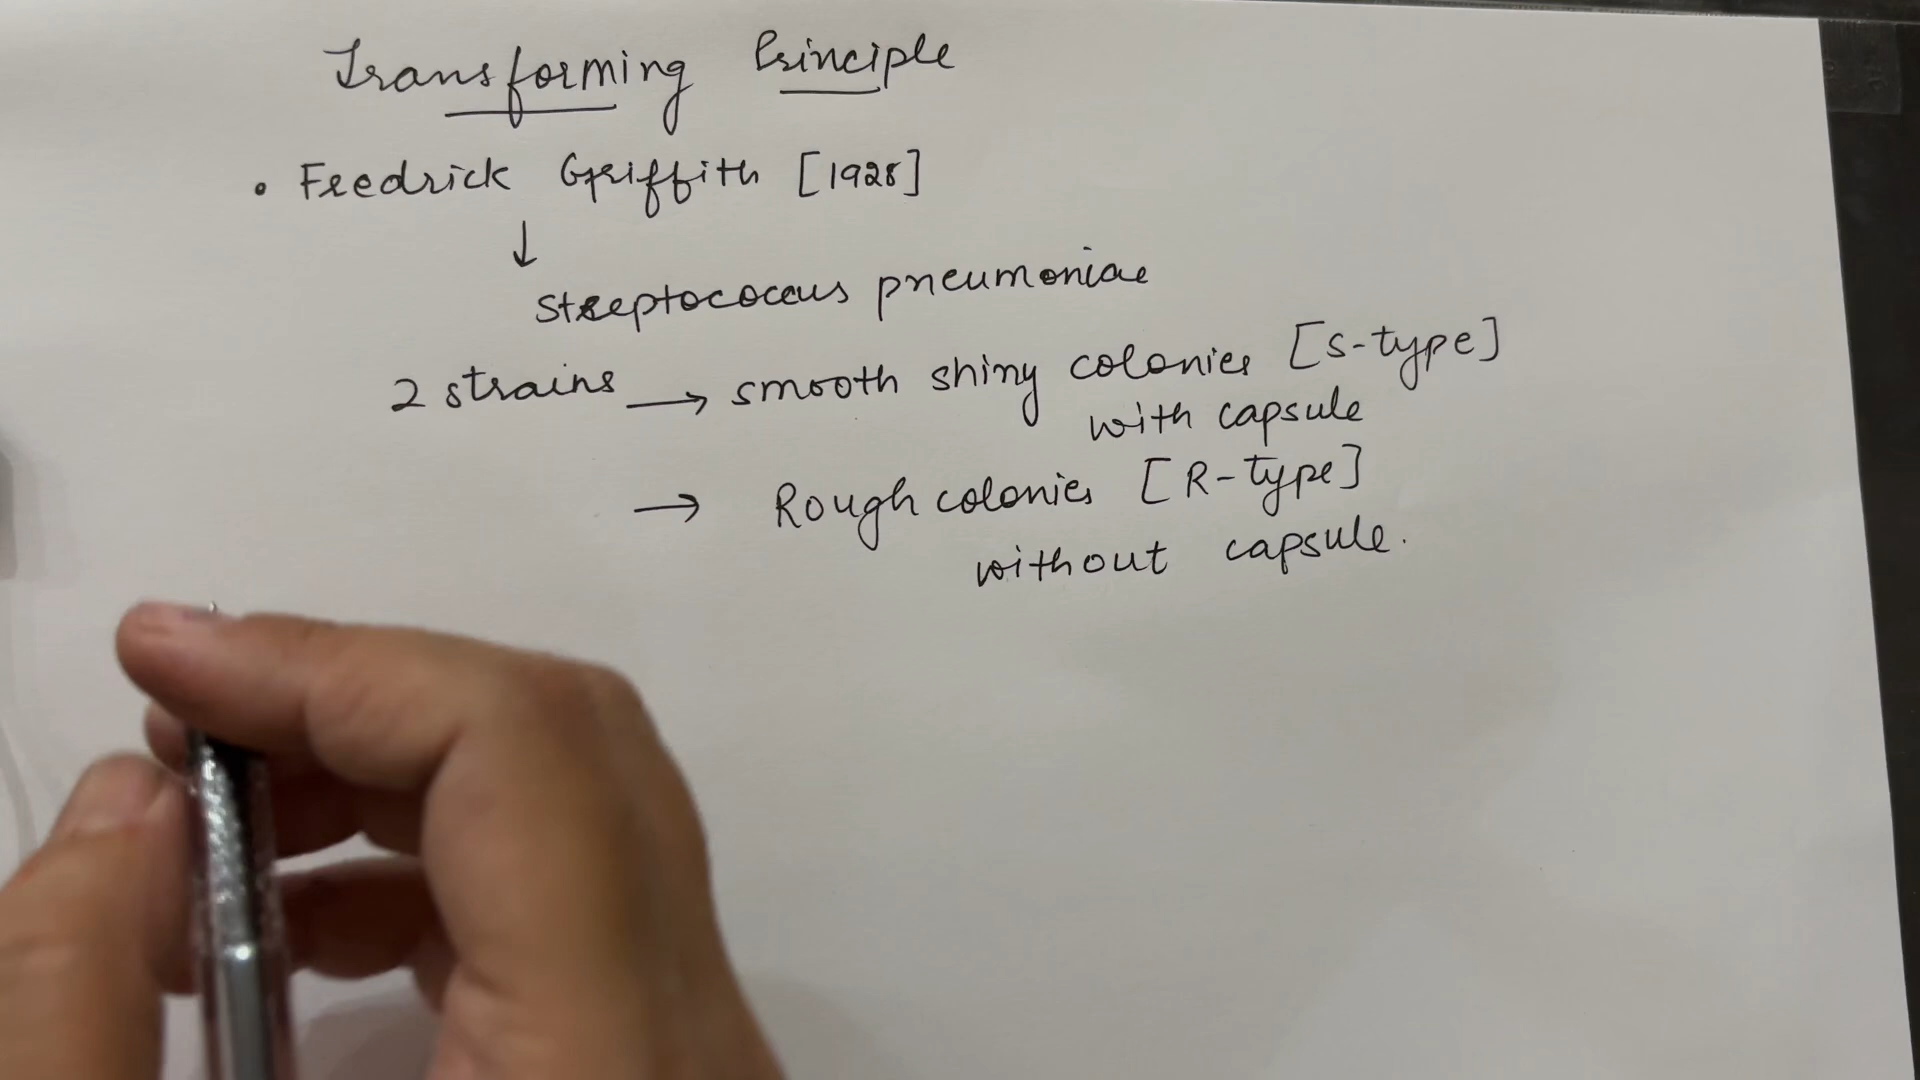 Transforming Principle
• Fredrick Griffith [1928]
↓
Streptococcus pneumoniae
2 strains → smooth shiny colonies [S-type]
with capsule
→ Rough colonies [R-type]
without capsule.